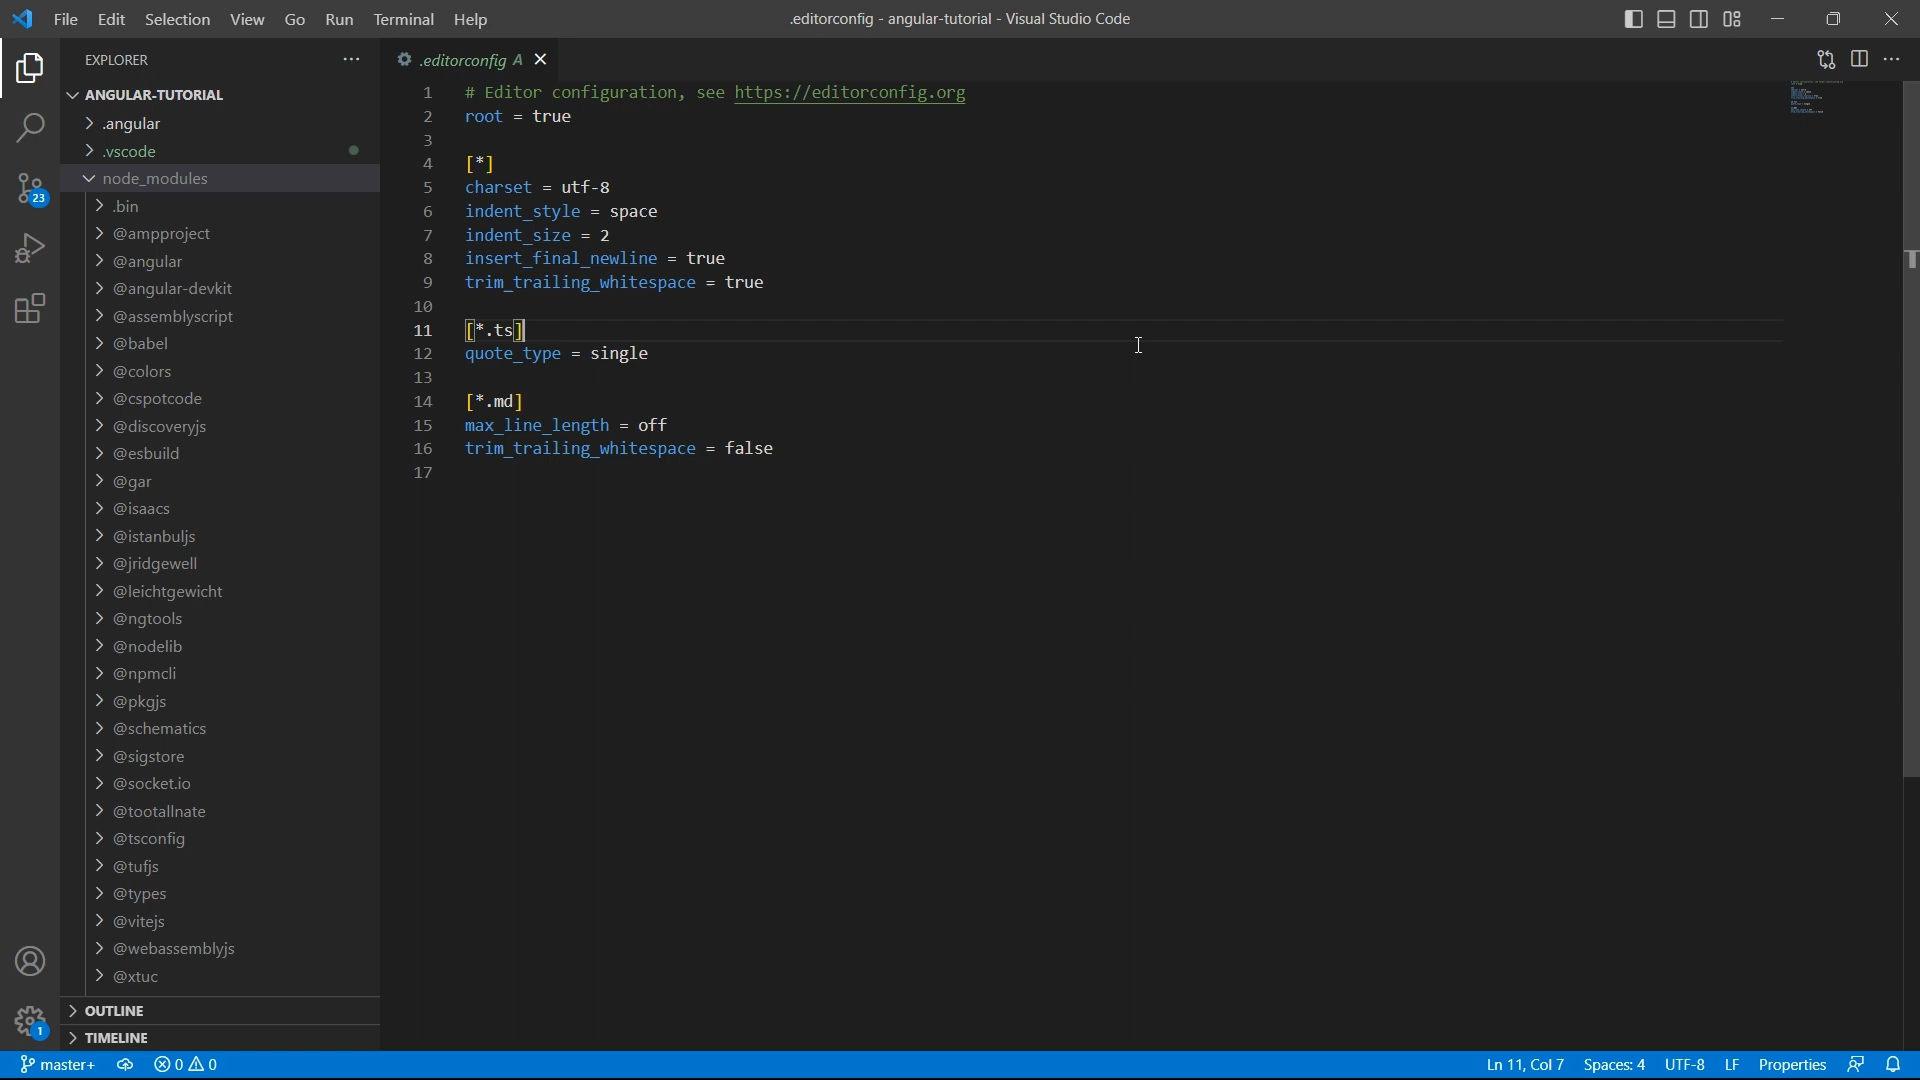 File Edit Selection View Go Run Terminal Help
.editorconfig - angular-tutorial - Visual Studio Code
EXPLORER
ANGULAR-TUTORIAL
.angular
.vscode
node_modules
.bin
@ampproject
@angular
@angular-devkit
@assemblyscript
@babel
@colors
@cspotcode
@discoveryjs
@esbuild
@gar
@isaacs
@istanbuljs
@jridgewell
@leichtgewicht
@ngtools
@nodelib
@npmcli
@pkgjs
@schematics
@sigstore
@socket.io
@tootallnate
@tsconfig
@tufjs
@types
@vitejs
@webassemblyjs
@xtuc
OUTLINE
TIMELINE
23
1
.editorconfig A
1 # Editor configuration, see https://editorconfig.org
2 root = true
3
4 [*]
5 charset = utf-8
6 indent_style = space
7 indent_size = 2
8 insert_final_newline = true
9 trim_trailing_whitespace = true
10
11 [*.ts]
12 quote_type = single
13
14 [*.md]
15 max_line_length = off
16 trim_trailing_whitespace = false
17
master+ 0 0 Ln 11, Col 7 Spaces: 4 UTF-8 LF Properties